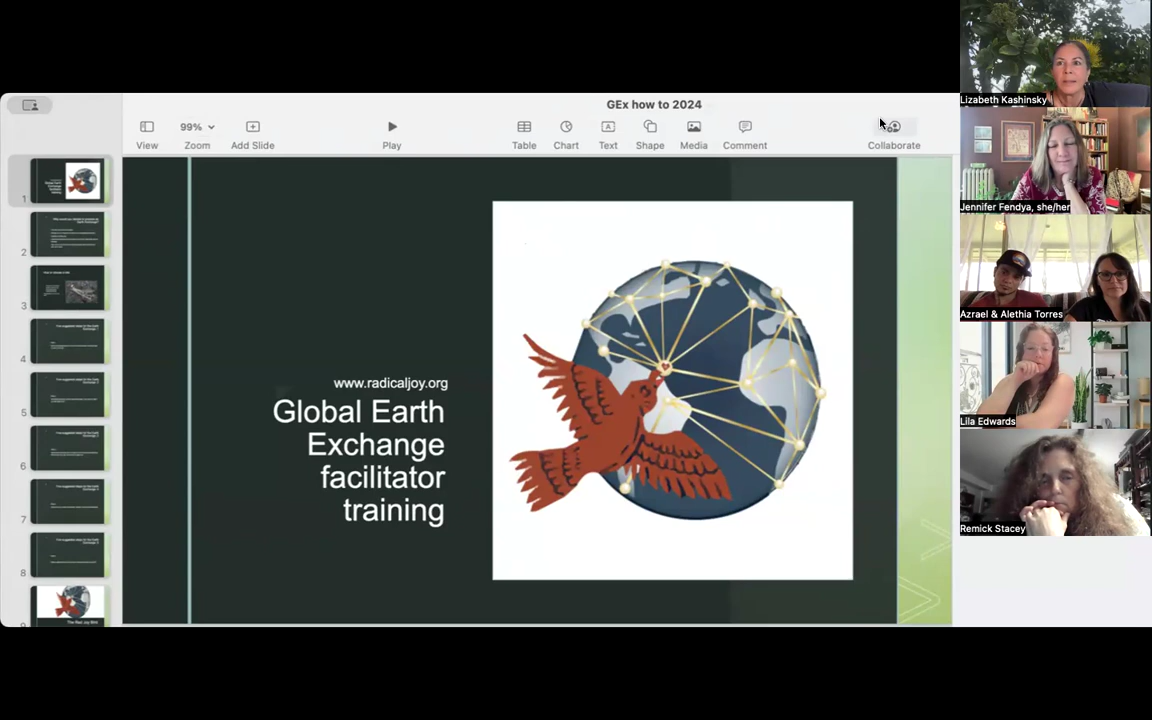 GEx how to 2024
99%
View
Zoom
Add Slide
Play
Table
Chart
Text
Shape
Media
Comment
Collaborate
1
2
3
4
5
6
7
8
www.radicaljoy.org
Global Earth
Exchange
facilitator
training
Lizabeth Kashinsky
Jennifer Fendya, she/her
Azrael & Alethia Torres
Lila Edwards
Remick Stacey